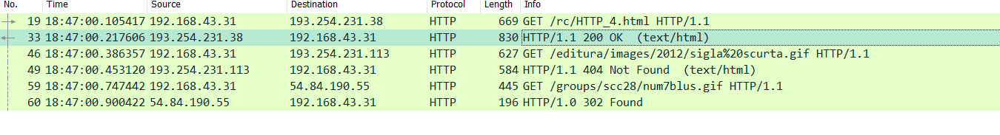 No. Time Source Destination Protocol Length Info
19 18:47:00.105417 192.168.43.31 193.254.231.38 HTTP 669 GET /rc/HTTP_4.html HTTP/1.1
33 18:47:00.217606 193.254.231.38 192.168.43.31 HTTP 830 HTTP/1.1 200 OK (text/html)
46 18:47:00.386357 192.168.43.31 193.254.231.113 HTTP 627 GET /editura/images/2012/sigla%20scurta.gif HTTP/1.1
49 18:47:00.453120 193.254.231.113 192.168.43.31 HTTP 584 HTTP/1.1 404 Not Found (text/html)
59 18:47:00.747442 192.168.43.31 54.84.190.55 HTTP 445 GET /groups/scc28/num7blus.gif HTTP/1.1
60 18:47:00.900422 54.84.190.55 192.168.43.31 HTTP 196 HTTP/1.0 302 Found